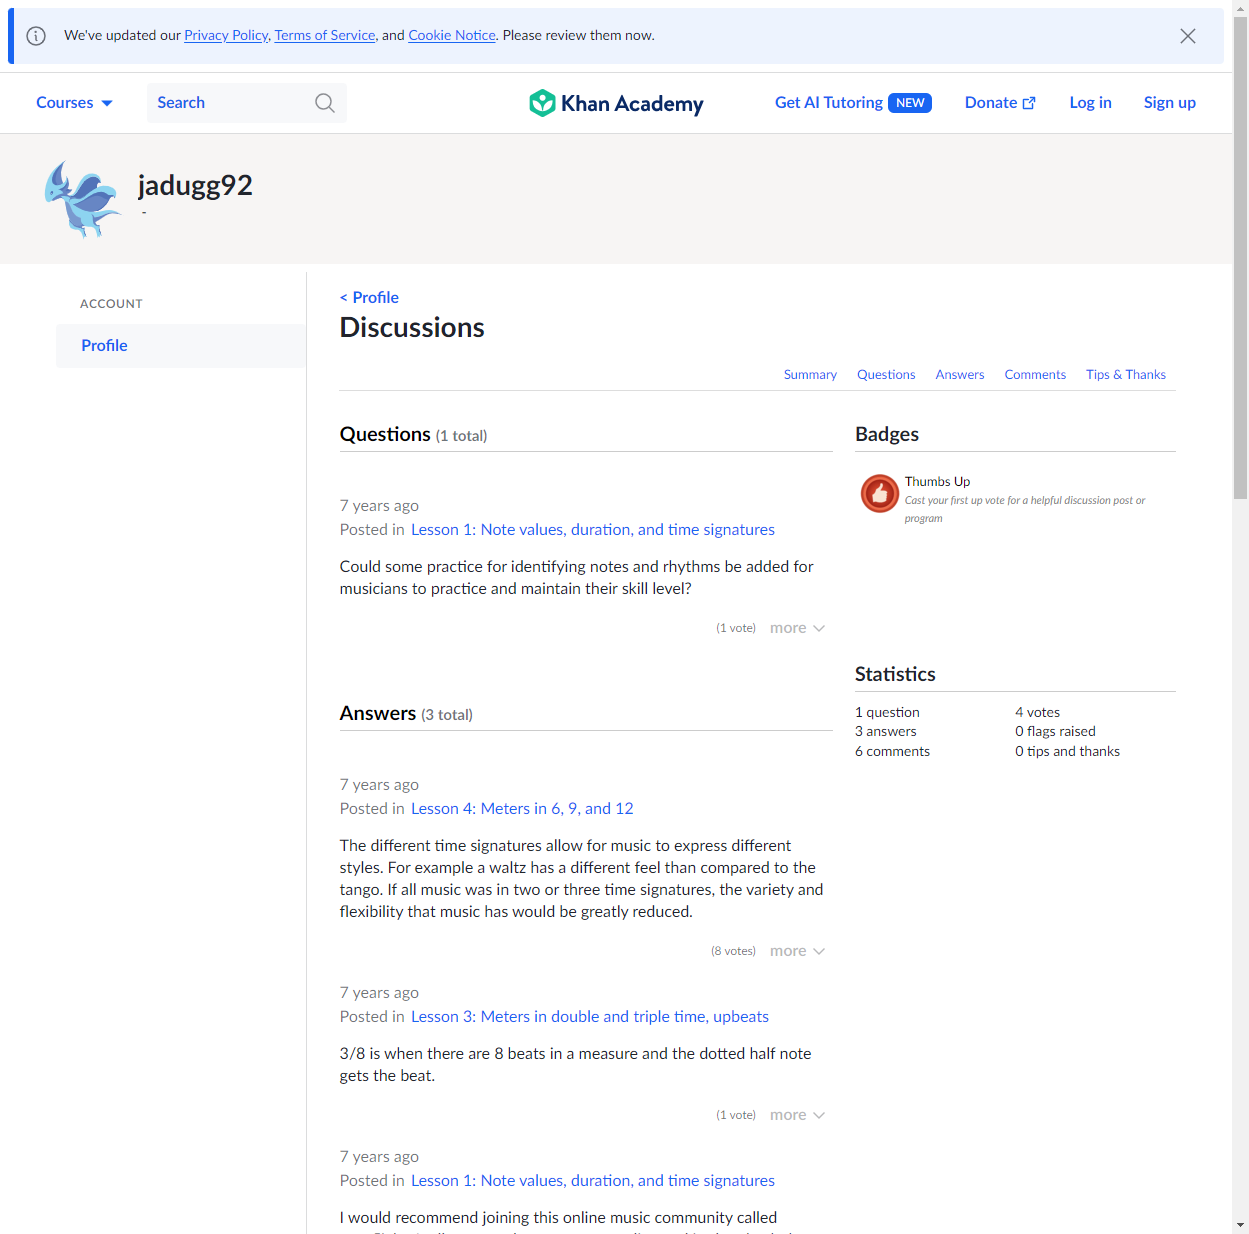 We've updated our Privacy Policy, Terms of Service, and Cookie Notice. Please review them now.
Courses
Search
Khan Academy
Get AI Tutoring NEW
Donate
Log in
Sign up
jadugg92
-
ACCOUNT
Profile
< Profile
Discussions
Summary
Questions
Answers
Comments
Tips & Thanks
Questions (1 total)
7 years ago
Posted in Lesson 1: Note values, duration, and time signatures
Could some practice for identifying notes and rhythms be added for
musicians to practice and maintain their skill level?
(1 vote) more
Answers (3 total)
7 years ago
Posted in Lesson 4: Meters in 6, 9, and 12
The different time signatures allow for music to express different
styles. For example a waltz has a different feel than compared to the
tango. If all music was in two or three time signatures, the variety and
flexibility that music has would be greatly reduced.
(8 votes) more
7 years ago
Posted in Lesson 3: Meters in double and triple time, upbeats
3/8 is when there are 8 beats in a measure and the dotted half note
gets the beat.
(1 vote) more
7 years ago
Posted in Lesson 1: Note values, duration, and time signatures
I would recommend joining this online music community called
Badges
Thumbs Up
Cast your first up vote for a helpful discussion post or
program
Statistics
1 question
3 answers
6 comments
4 votes
0 flags raised
0 tips and thanks